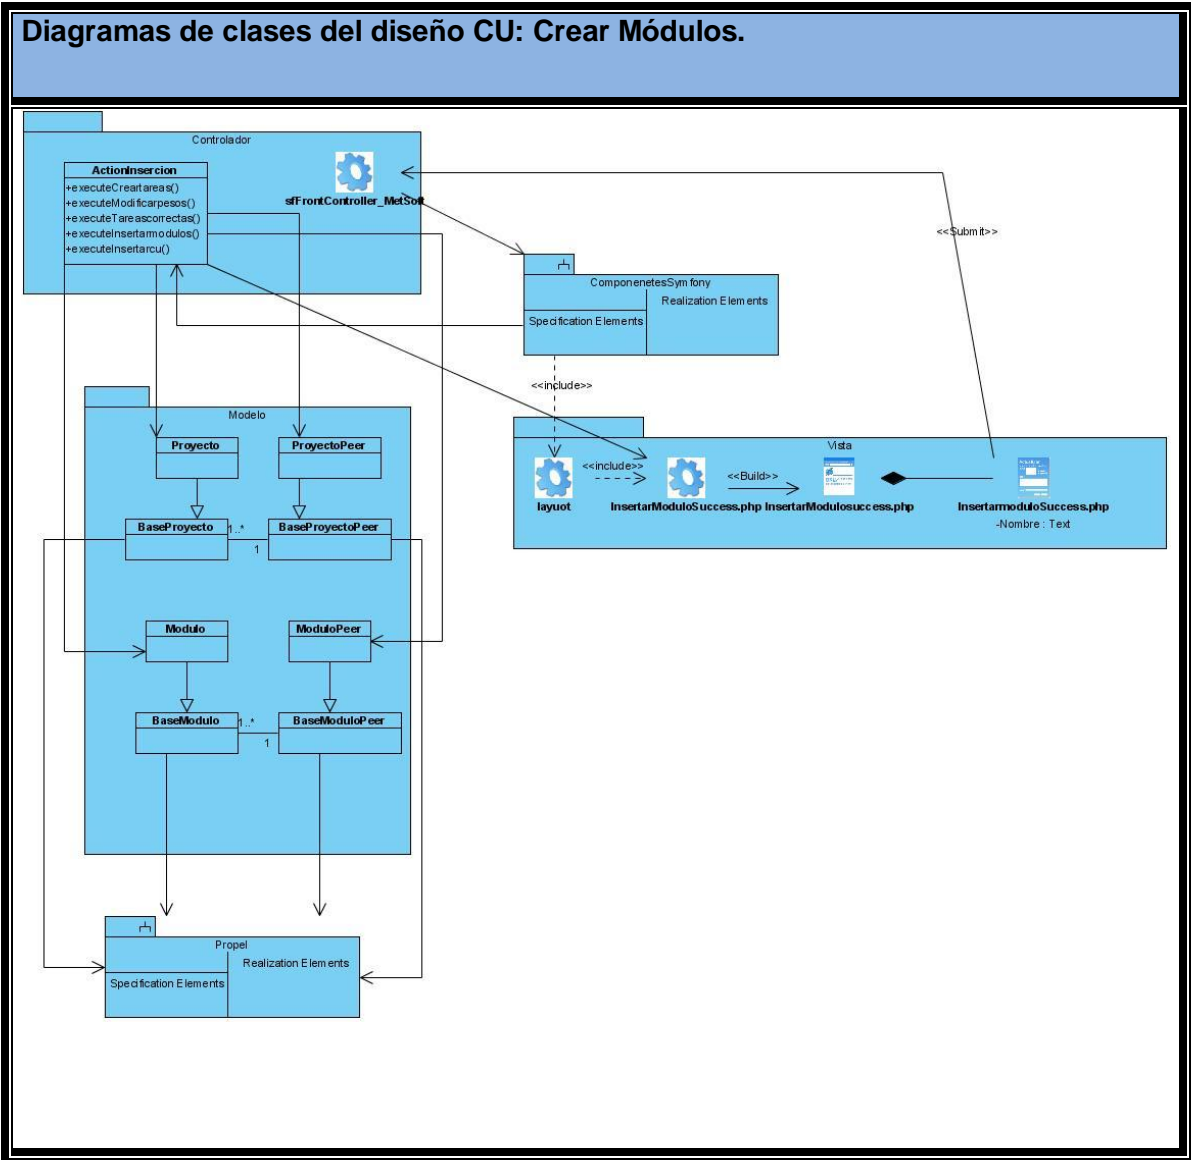 Diagramas de clases del diseño CU: Crear Módulos.
Controlador
ActionInsercion
+executeCreartareas()
+executeModificarpesos()
+executeTareascorrectas()
+executeInsertarmodulos()
+executeInsertarcu()
sfFrontController_MetSoft
<<Submit>>
ComponenetesSymfony
Realization Elements
Specification Elements
<<include>>
Modelo
Proyecto
ProyectoPeer
BaseProyecto
1..*
1
BaseProyectoPeer
Modulo
ModuloPeer
BaseModulo
1..*
1
BaseModuloPeer
Vista
<<include>>
<<Build>>
layuot
InsertarModuloSuccess.php
InsertarModulosuccess.php
InsertarmoduloSuccess.php
-Nombre : Text
Propel
Realization Elements
Specification Elements